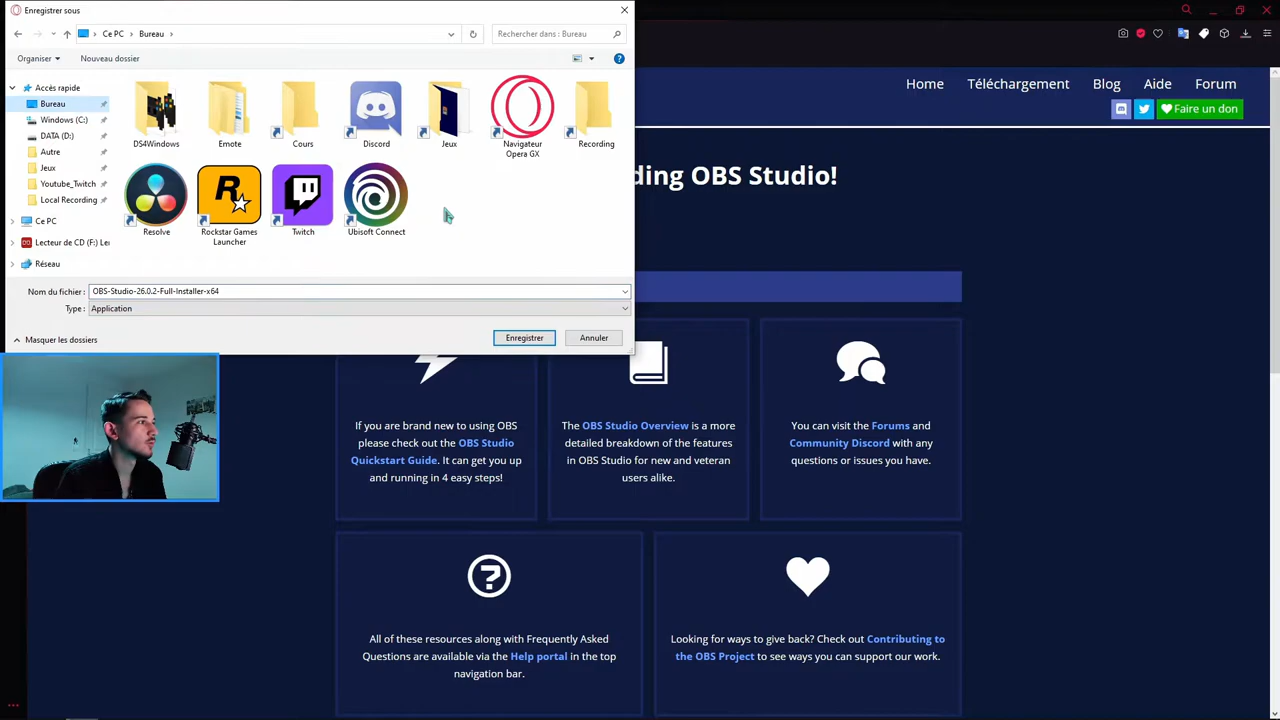 Enregistrer sous
Ce PC > Bureau >
Rechercher dans : Bureau
Organiser
Nouveau dossier
Accès rapide
Bureau
Windows (C:)
DATA (D:)
Autre
Jeux
Youtube_Twitch
Local Recording
Ce PC
Lecteur de CD (F:) Len
Réseau
DS4Windows
Emote
Cours
Discord
Jeux
Navigateur
Opera GX
Recording
Resolve
Rockstar Games
Launcher
Twitch
Ubisoft Connect
Nom du fichier :
OBS-Studio-26.0.2-Full-Installer-x64
Type :
Application
Masquer les dossiers
Enregistrer
Annuler
Home
Téléchargement
Blog
Aide
Forum
Faire un don
ding OBS Studio!
If you are brand new to using OBS
please check out the OBS Studio
Quickstart Guide. It can get you up
and running in 4 easy steps!
The OBS Studio Overview is a more
detailed breakdown of the features
in OBS Studio for new and veteran
users alike.
You can visit the Forums and
Community Discord with any
questions or issues you have.
All of these resources along with Frequently Asked
Questions are available via the Help portal in the top
navigation bar.
Looking for ways to give back? Check out Contributing to
the OBS Project to see ways you can support our work.